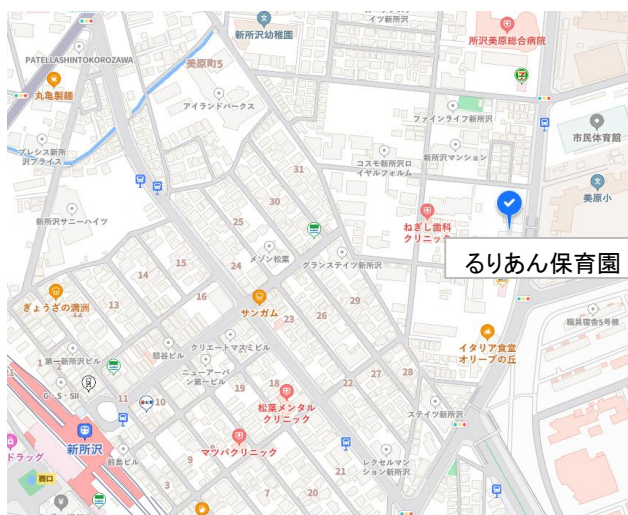 新所沢幼稚園
イツ新所沢
所沢美原総合病院
PATELLASHINTOKOROZAWA
美原町5
丸亀製麺
アイランドパークス
ファインライフ新所沢
市民体育館
プレシス新所
沢ブライズ
コスモ新所沢ロ
イヤルフォルム
新所沢マンション
31
美原小
30
新所沢サニーハイツ
25
ねぎし歯科
クリニック
るりあん保育園
15
24
メゾン松葉
グランステイツ新所沢
14
16
29
ぎょうざの満洲
13
サンガム
12
23
26
職員宿舎5号棟
クリエートマスミビル
イタリア食堂
オリーブの丘
第一新所沢ビル
悠谷ビル
ニューアーバ
ン第一ビル
1
2
27
28
22
19
18
G・S・SII
11
10
松葉メンタル
クリニック
ステイツ新所沢
新所沢
マツバクリニック
前島ビル
ドラッグ
9
レクセルマン
ション新所沢
21
西口
3
7
20